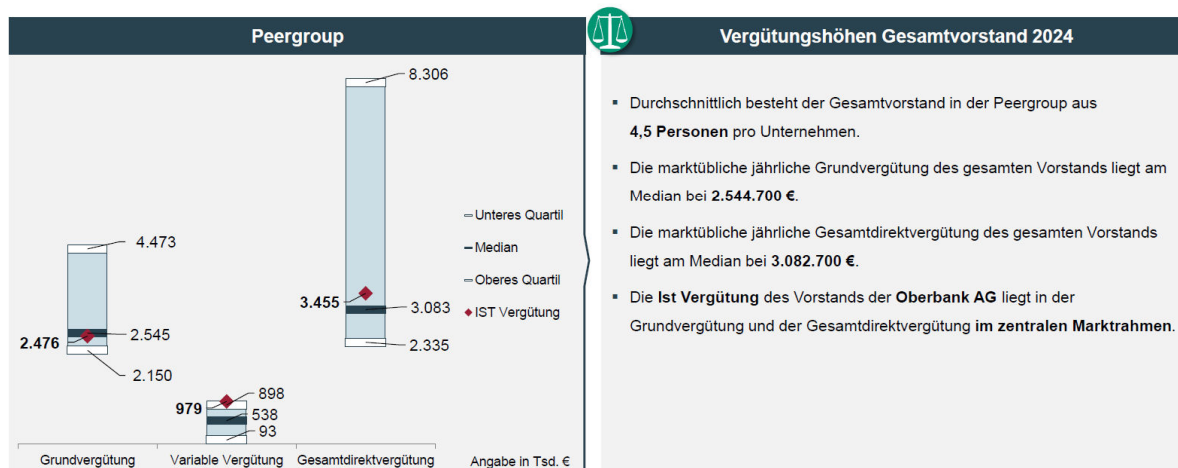 Peergroup
8.306
4.473
Unteres Quartil
Median
Oberes Quartil
IST Vergütung
3.455
3.083
2.545
2.476
2.335
2.150
979
898
538
93
Grundvergütung
Variable Vergütung
Gesamtdirektvergütung
Angabe in Tsd. €
Vergütungshöhen Gesamtvorstand 2024
▪ Durchschnittlich besteht der Gesamtvorstand in der Peergroup aus
4,5 Personen pro Unternehmen.
▪ Die marktübliche jährliche Grundvergütung des gesamten Vorstands liegt am
Median bei 2.544.700 €.
▪ Die marktübliche jährliche Gesamtdirektvergütung des gesamten Vorstands
liegt am Median bei 3.082.700 €.
▪ Die Ist Vergütung des Vorstands der Oberbank AG liegt in der
Grundvergütung und der Gesamtdirektvergütung im zentralen Marktrahmen.